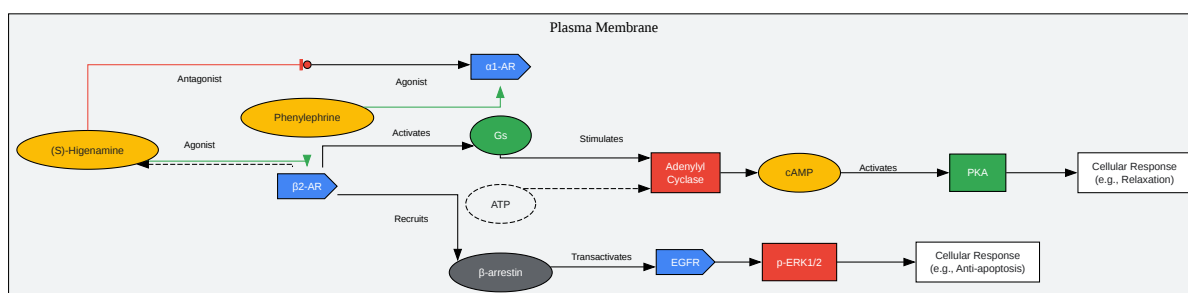 Plasma Membrane
α1-AR
Antagonist
Agonist
Phenylephrine
Activates
Gs
Stimulates
(S)-Higenamine
Agonist
Adenylyl
Cyclase
cAMP
Activates
PKA
Cellular Response
(e.g., Relaxation)
β2-AR
ATP
Recruits
Transactivates
β-arrestin
EGFR
p-ERK1/2
Cellular Response
(e.g., Anti-apoptosis)